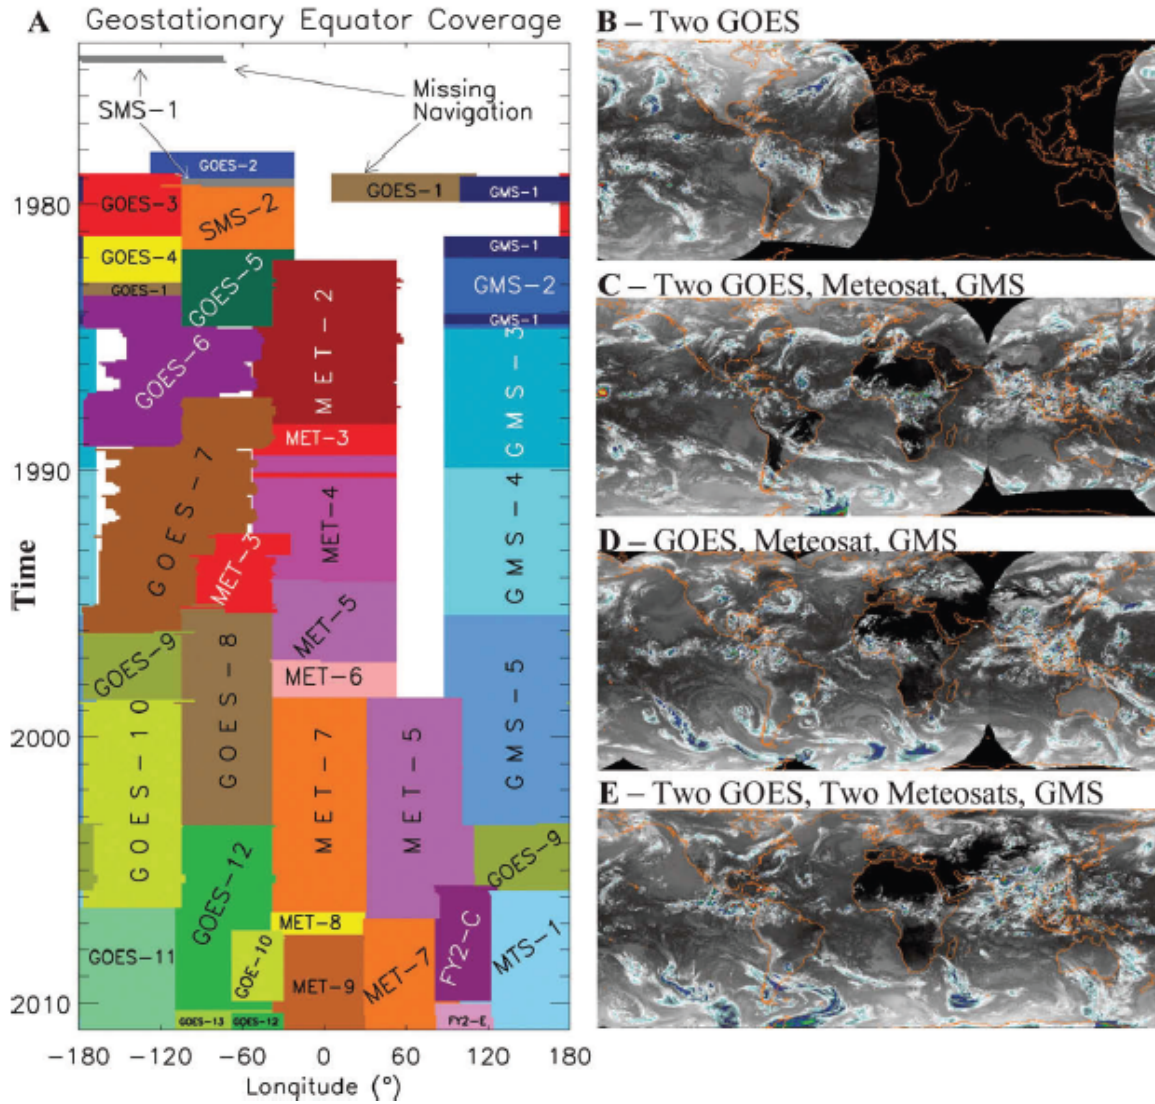 A Geostationary Equator Coverage
SMS-1
Missing
Navigation
GOES-2
GOES-1
GMS-1
GOES-3
SMS-2
GOES-4
GOES-5
GMS-1
GOES-1
GMS-2
GOES-6
MET-2
GMS-1
GMS-3
MET-3
GOES-7
MET-4
GMS-4
MET-3
MET-5
GOES-9
GOES-8
MET-6
GMS-5
GOES-10
MET-7
MET-5
GOES-12
GOES-9
MET-8
GOES-11
GOE-10
MET-9
MET-7
FY2-C
MTS-1
GOES-13
GOES-12
FY2-E
Time
1980
1990
2000
2010
-180 -120 -60 0 60 120 180
Longitude (°)
B – Two GOES
C – Two GOES, Meteosat, GMS
D – GOES, Meteosat, GMS
E – Two GOES, Two Meteosats, GMS